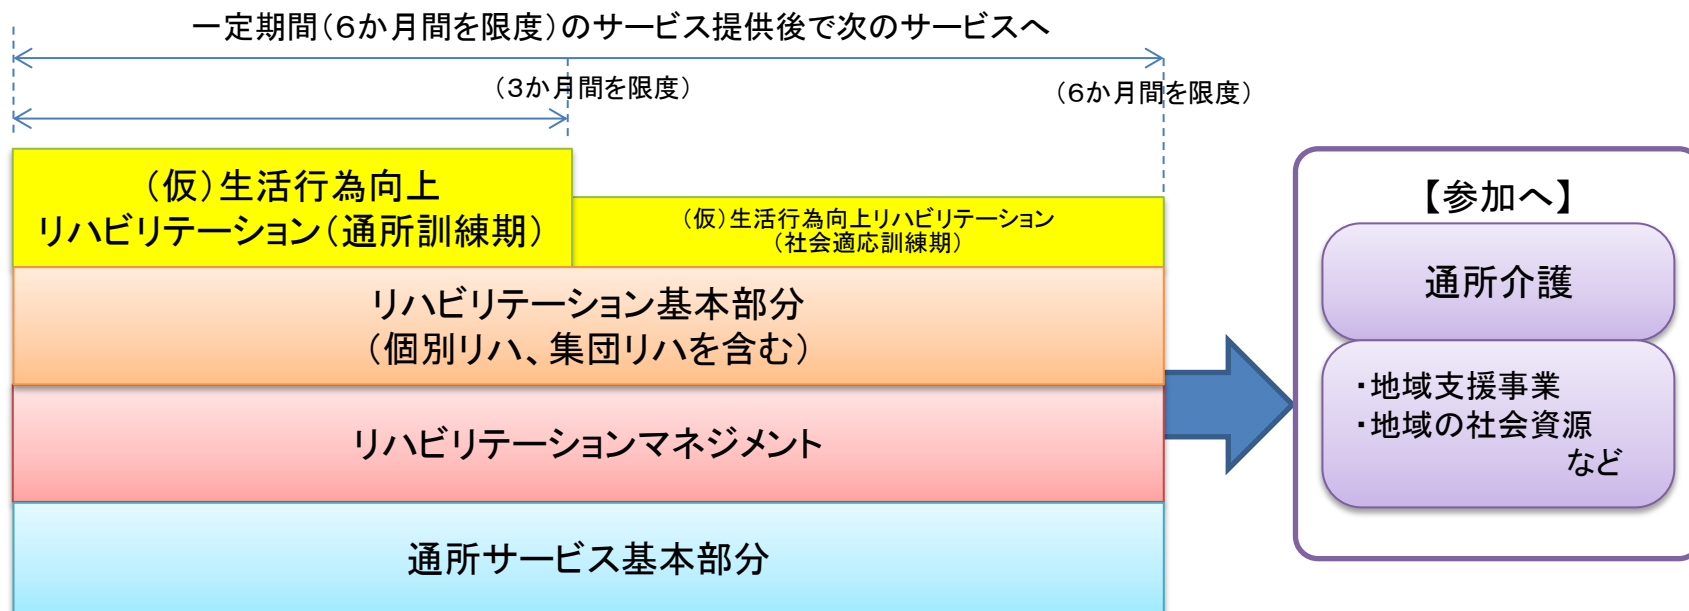 一定期間(6か月間を限度)のサービス提供後で次のサービスへ
(3か月間を限度)
(6か月間を限度)
(仮)生活行為向上
リハビリテーション(通所訓練期)
(仮)生活行為向上リハビリテーション
(社会適応訓練期)
リハビリテーション基本部分
(個別リハ、集団リハを含む)
リハビリテーションマネジメント
通所サービス基本部分
【参加へ】
通所介護
・地域支援事業
・地域の社会資源
など